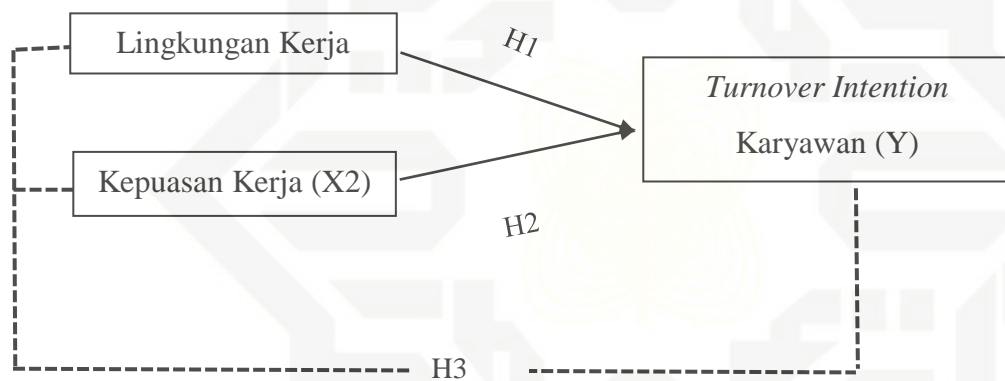 Lingkungan Kerja
H1
Turnover Intention
Karyawan (Y)
Kepuasan Kerja (X2)
H2
H3